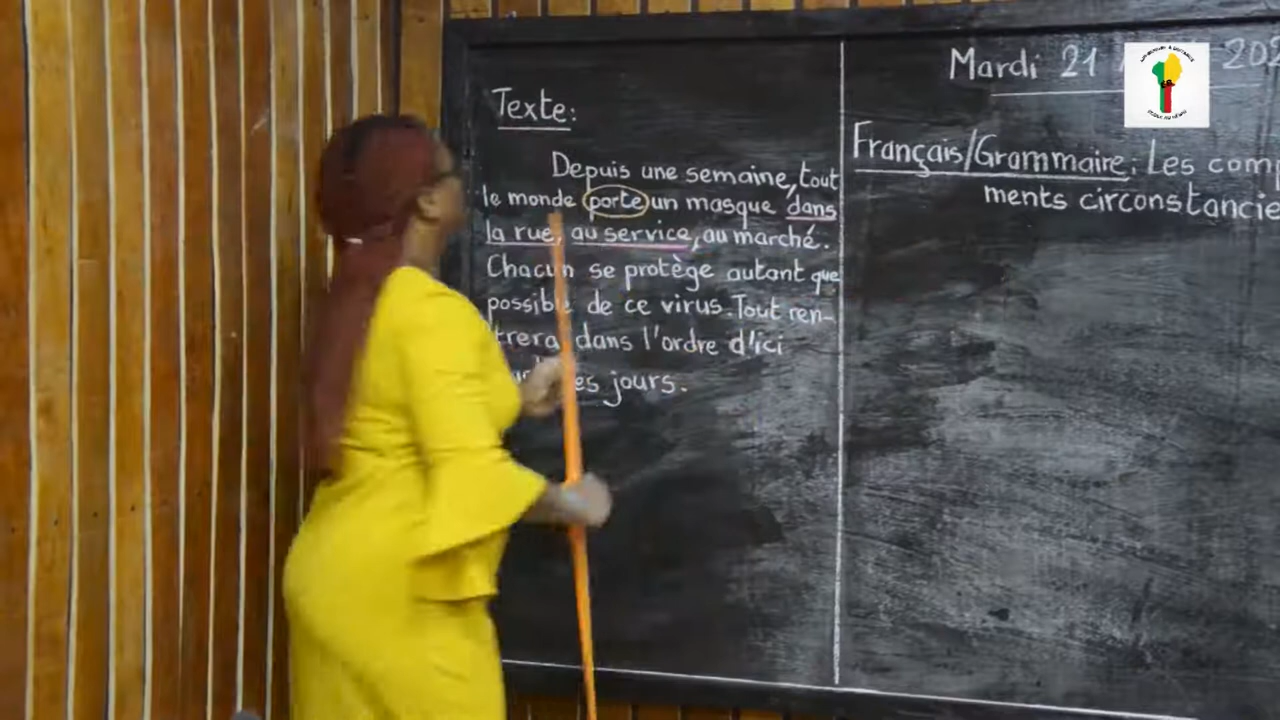 Texte:
Depuis une semaine, tout
le monde porte un masque dans
la rue, au service, au marché.
Chacun se protège autant que
possible de ce virus. Tout ren-
trera dans l'ordre d'ici
jours.
Mardi 21
Français/Grammaire: Les comp
ments circonstancie